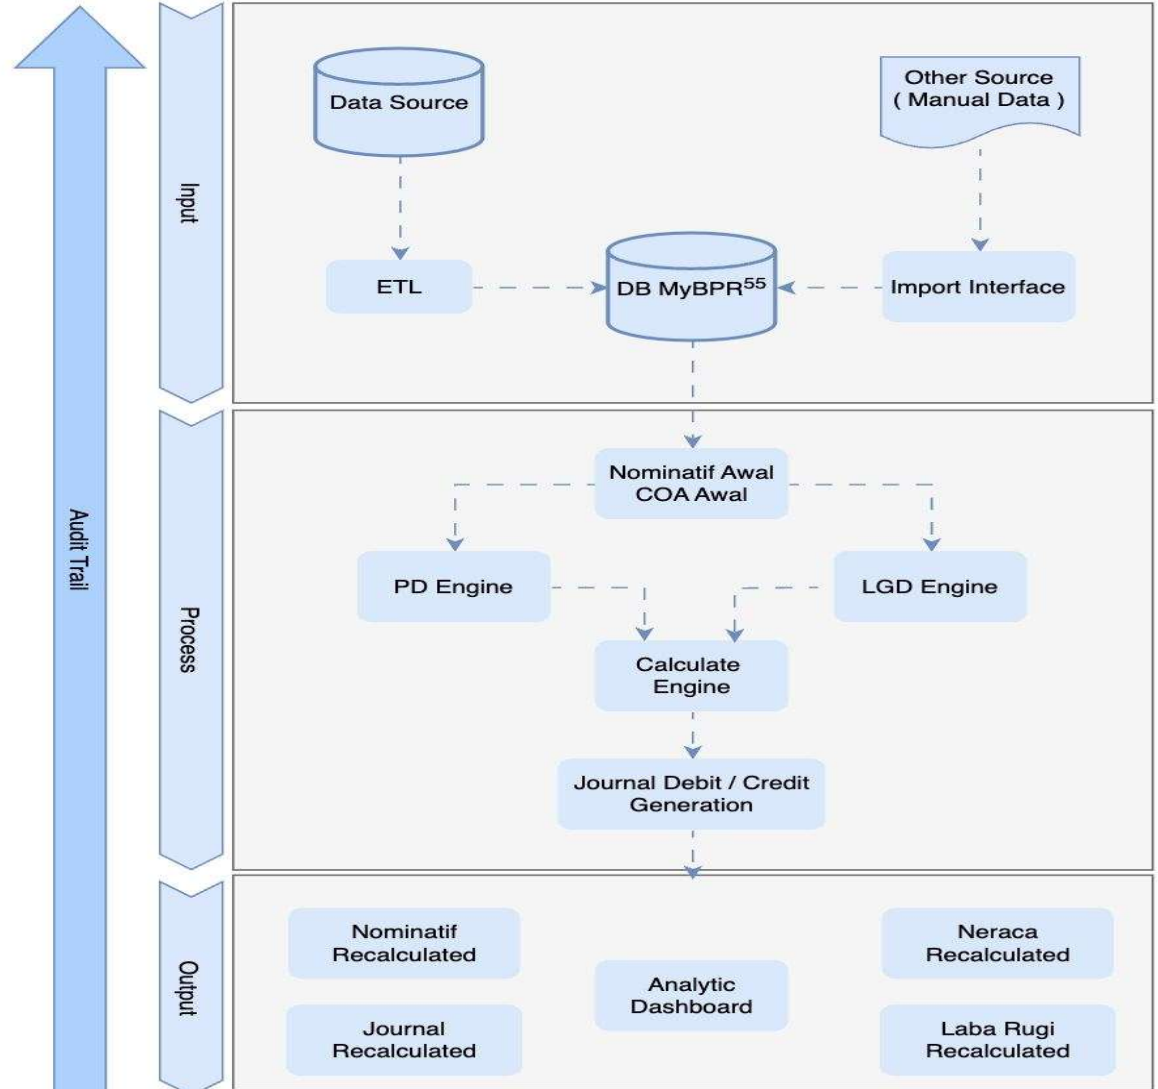 Audit Trail
Input
Data Source
Other Source
( Manual Data )
ETL
DB MyBPR55
Import Interface
Process
Nominatif Awal
COA Awal
PD Engine
LGD Engine
Calculate
Engine
Journal Debit / Credit
Generation
Output
Nominatif
Recalculated
Neraca
Recalculated
Analytic
Dashboard
Journal
Recalculated
Laba Rugi
Recalculated